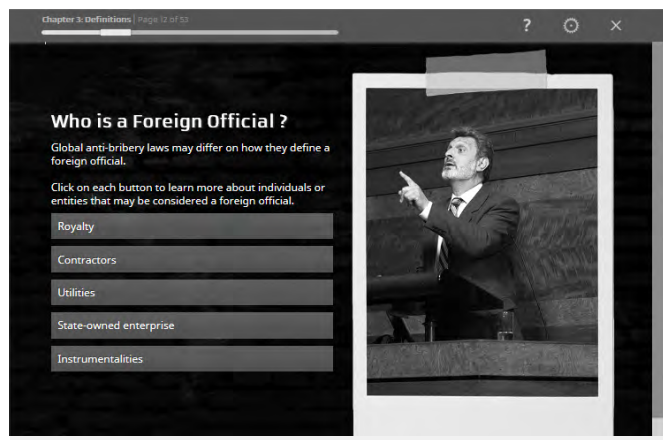 Chapter 3: Definitions | Page 12 of 53
?
Who is a Foreign Official ?
Global anti-bribery laws may differ on how they define a
foreign official.
Click on each button to learn more about individuals or
entities that may be considered a foreign official.
Royalty
Contractors
Utilities
State-owned enterprise
Instrumentalities